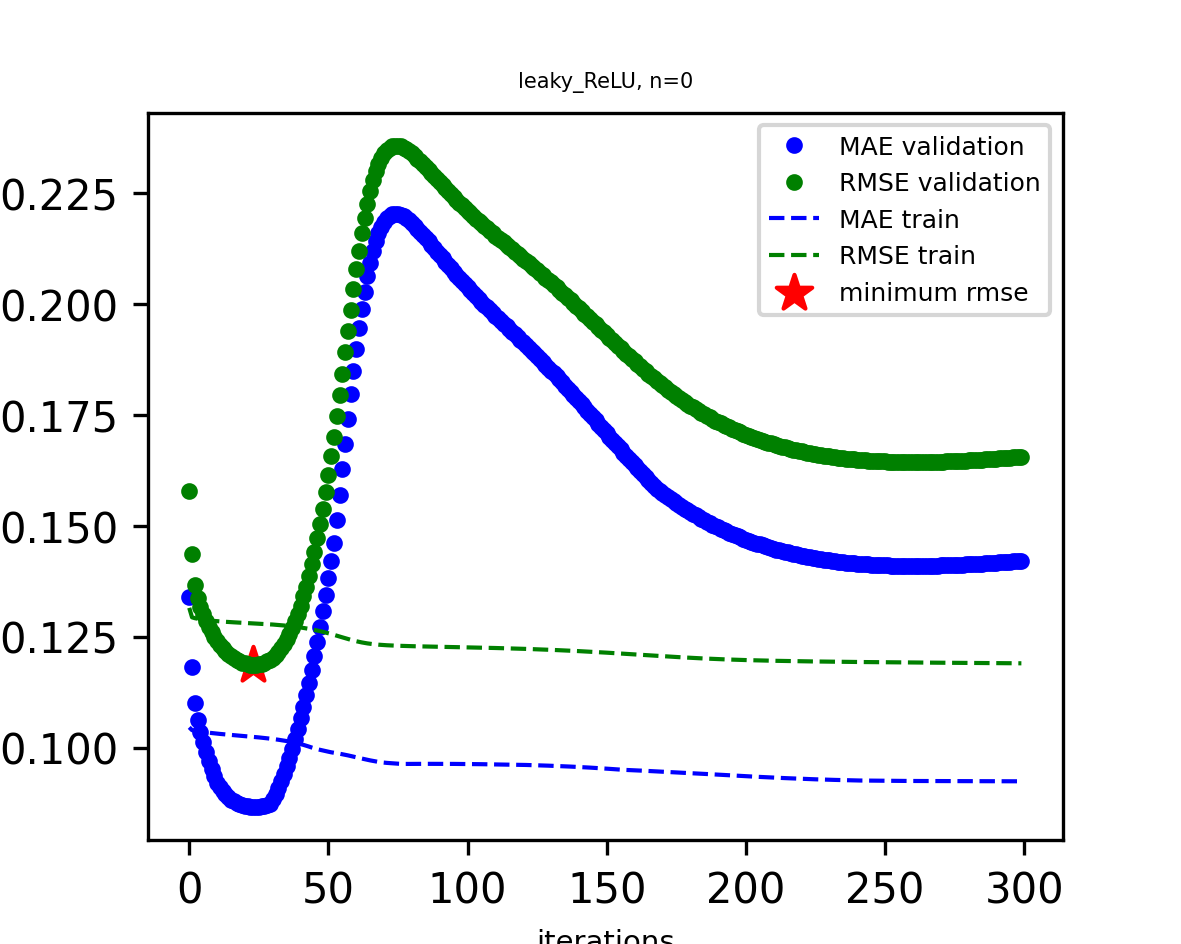 leaky_ReLU, n=0
MAE validation
RMSE validation
MAE train
RMSE train
minimum rmse
0.225
0.200
0.175
0.150
0.125
0.100
0 50 100 150 200 250 300
iterations